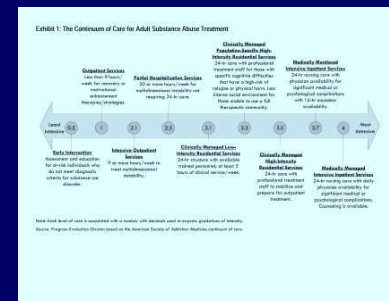 Exhibit 1: The Continuum of Care for Adult Substance Abuse Treatment
Clinically Managed
Population-Specific High-
Intensity Residential Services
24-hr care with professional
treatment staff for those with
specific cognitive difficulties
that have a high-risk of
relapse or physical harm. Less
intense social environment for
those unable to use a full
therapeutic community.
Outpatient Services
Less than 9 hours/
week for recovery or
motivational
enhancement
therapies/strategies
Partial Hospitalization Services
20 or more hours/week for
multidimensional instability not
requiring 24-hr care.
Medically Monitored
Intensive Inpatient Services
24-hr nursing care with
physician availability for
significant medical or
psychological complications
with 16-hr counselor
availability.
Least
Intensive
0.5
1
2.1
2.5
3.1
3.3
3.5
3.7
4
Most
Intensive
Early Intervention
Assessment and education
for at-risk individuals who
do not meet diagnostic
criteria for substance use
disorder.
Intensive Outpatient
Services
9 or more hours/week to
treat multidimensional
instability.
Clinically Managed Low-
Intensity Residential Services
24-hr structure with available
trained personnel; at least 5
hours of clinical service/week.
Clinically Managed
High-Intensity
Residential Services
24-hr care with
professional treatment
staff to stabilize and
prepare for outpatient
treatment.
Medically Managed
Intensive Inpatient Services
24-hr nursing care with daily
physician availability for
significant medical or
psychological complications.
Counseling is available.
Note: Each level of care is associated with a number with decimals used to express gradations of intensity.
Source: Program Evaluation Division based on the American Society of Addiction Medicine continuum of care.